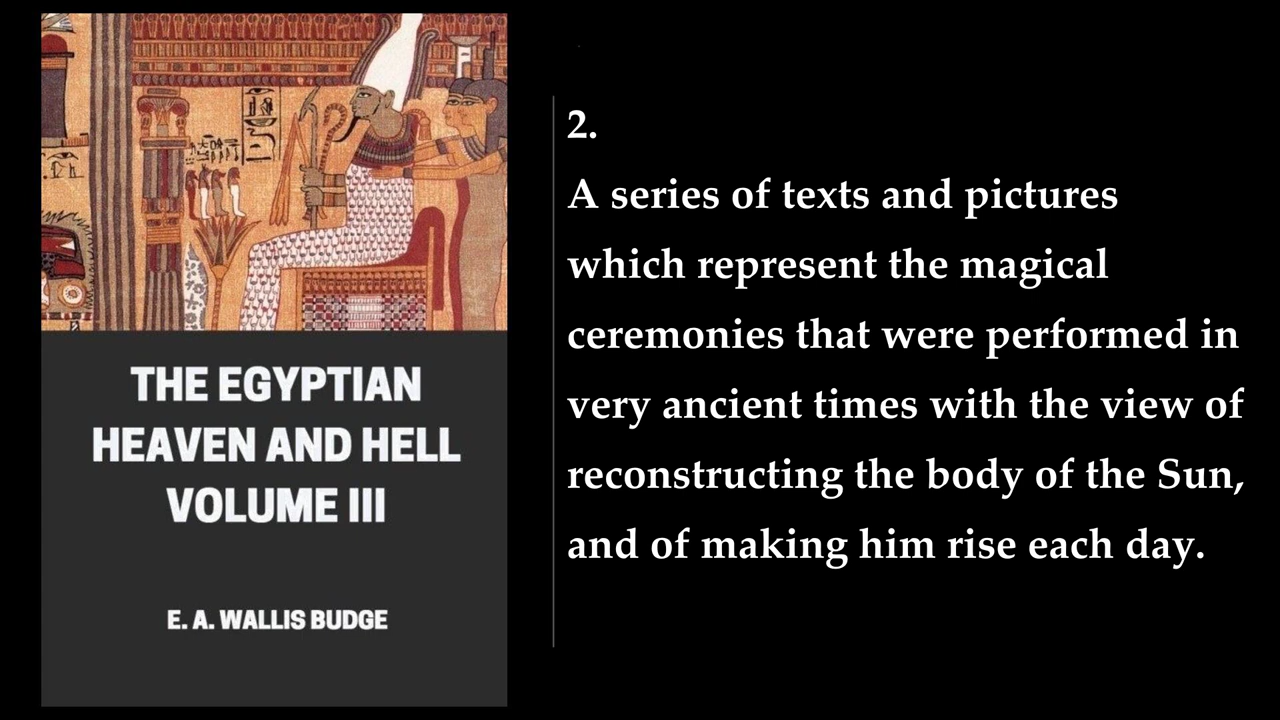 THE EGYPTIAN
HEAVEN AND HELL
VOLUME III
E. A. WALLIS BUDGE
2.
A series of texts and pictures
which represent the magical
ceremonies that were performed in
very ancient times with the view of
reconstructing the body of the Sun,
and of making him rise each day.